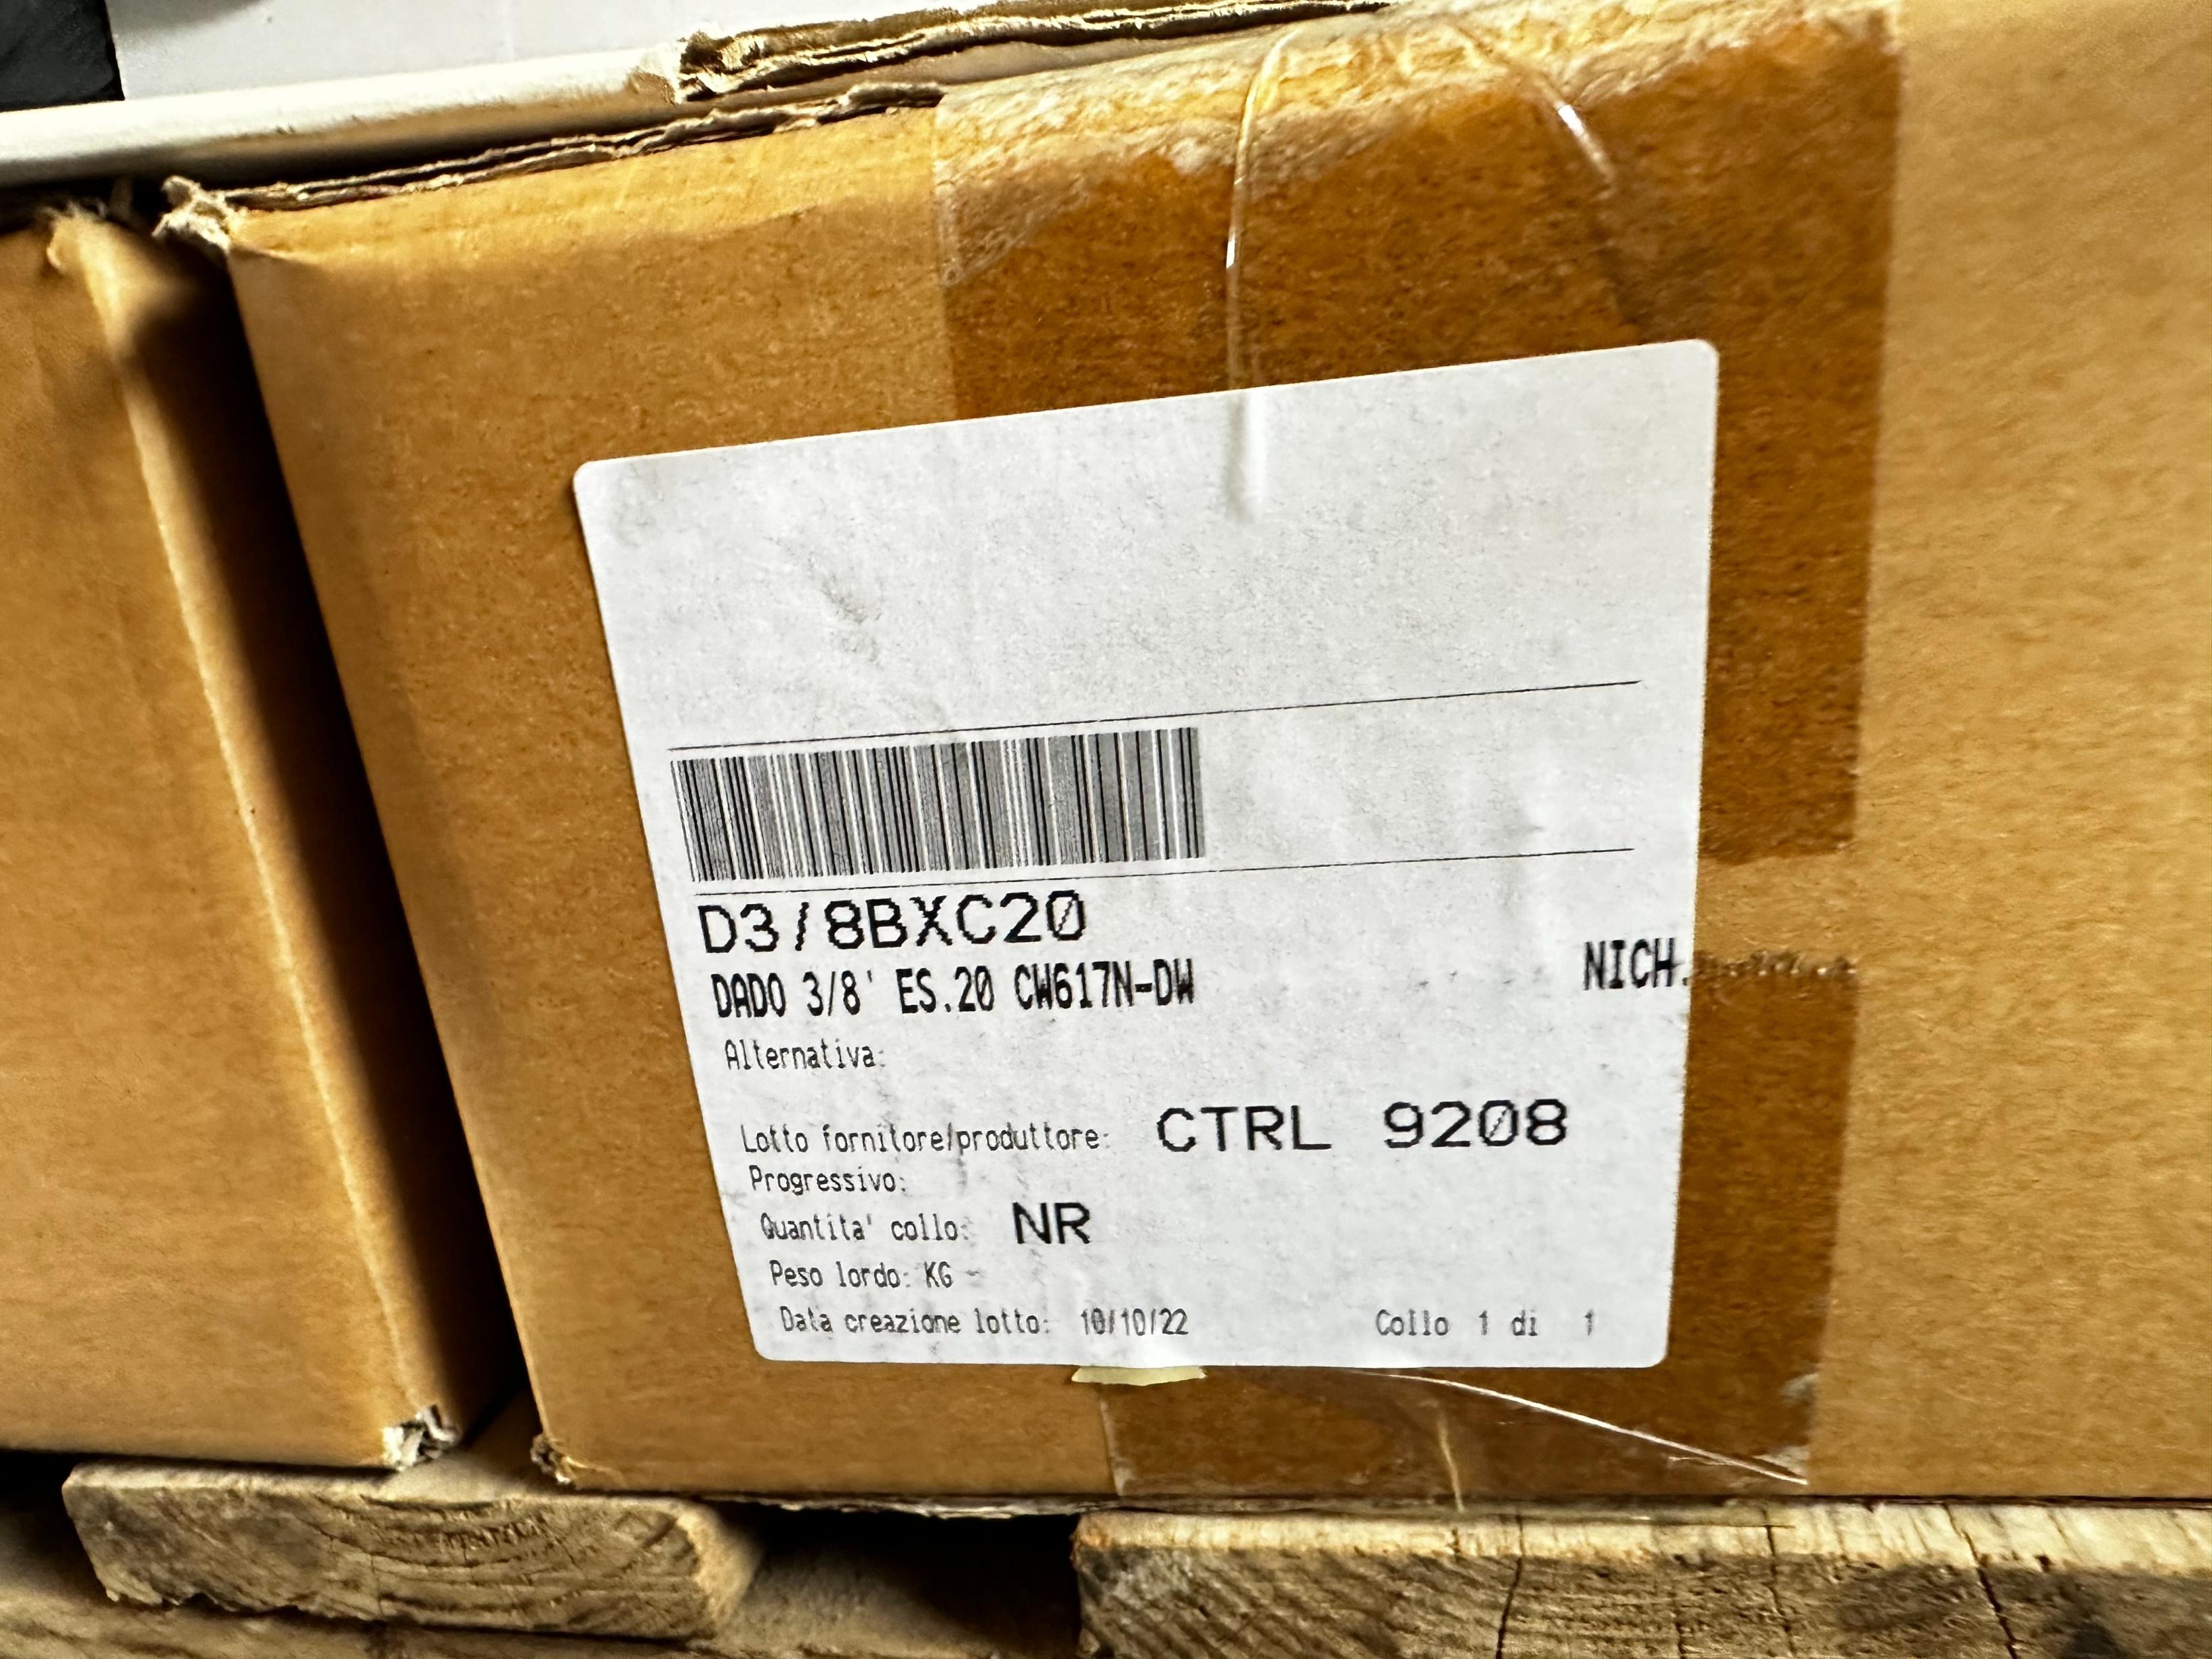 D3/8BXC20
DADO 3/8' ES.20 CW617N-DW NICH.
Alternativa:
Lotto fornitore/produttore: CTRL 9208
Progressivo:
Quantita' collo: NR
Peso lordo: KG
Data creazione lotto: 10/10/22 Collo 1 di 1